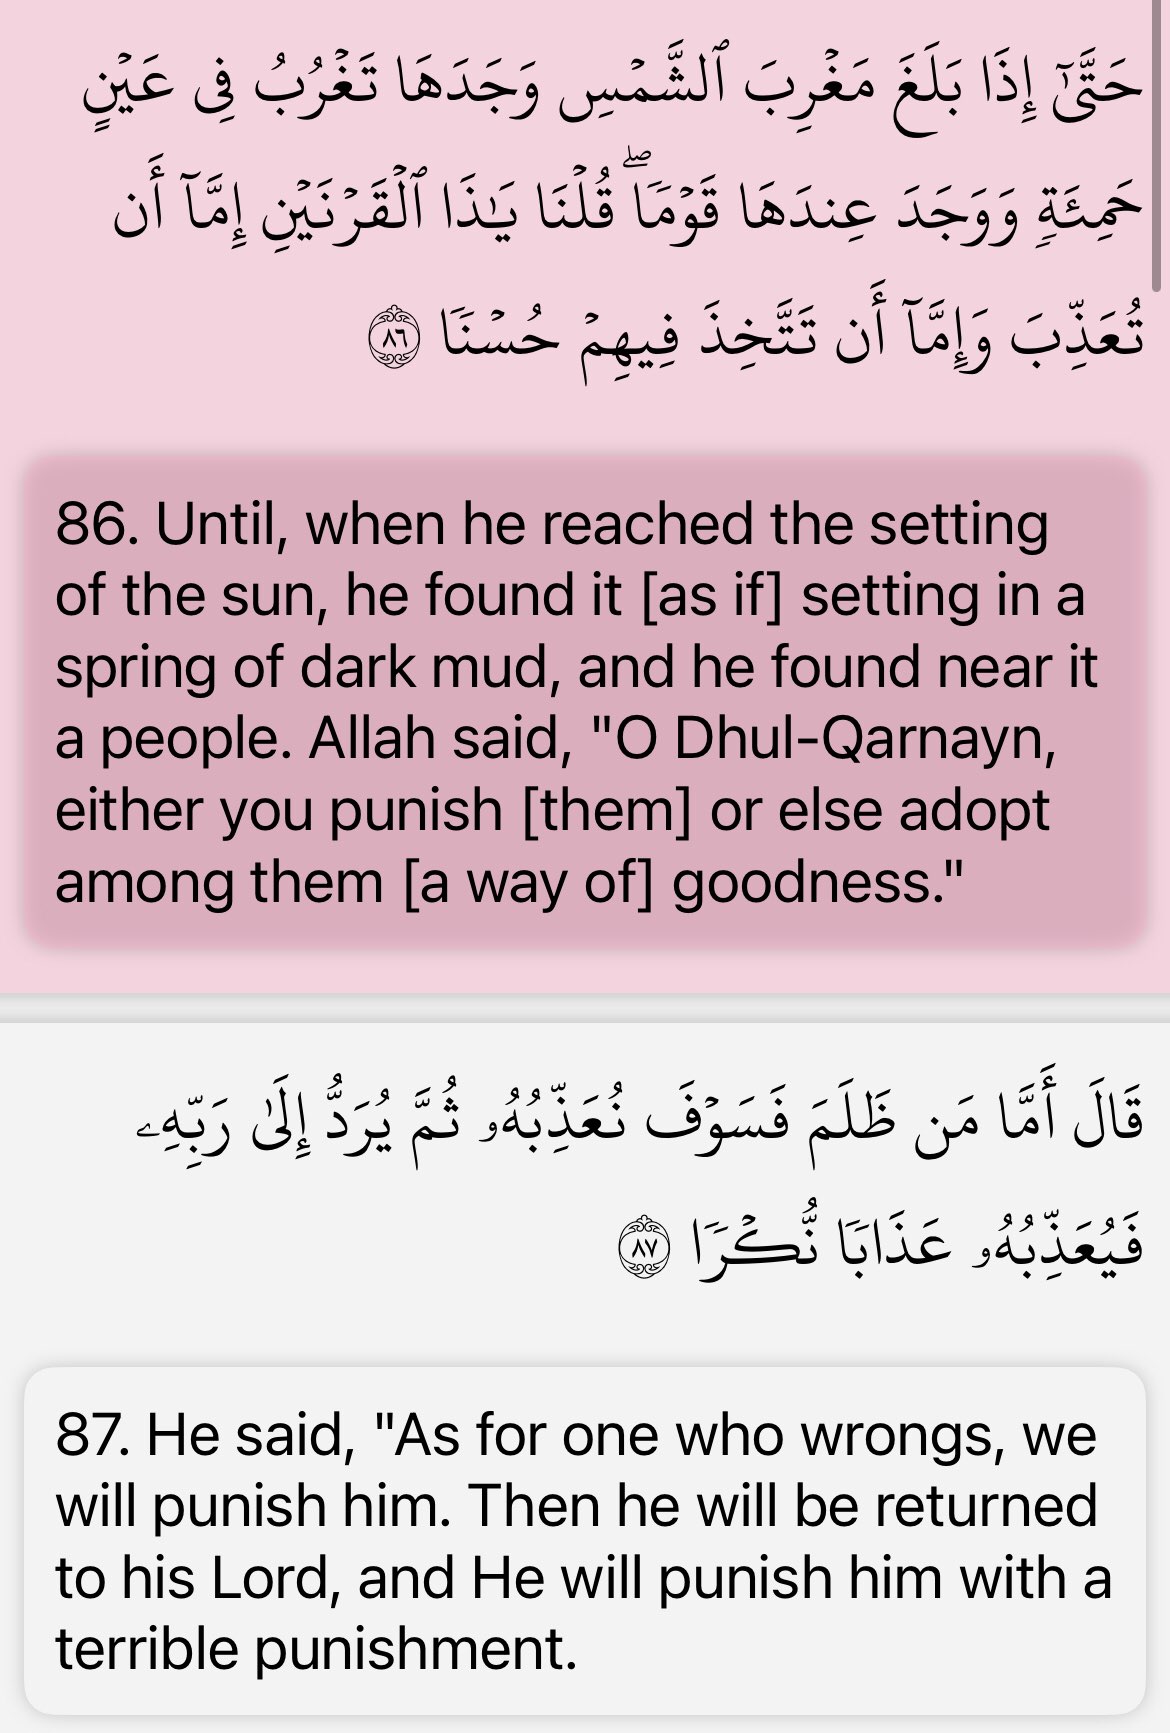 حَتَّىٰٓ إِذَا بَلَغَ مَغۡرِبَ ٱلشَّمۡسِ وَجَدَهَا تَغۡرُبُ فِي عَيۡنٍ
حَمِئَةٖ وَوَجَدَ عِندَهَا قَوۡمٗاۖ قُلۡنَا يَٰذَا ٱلۡقَرۡنَيۡنِ إِمَّآ أَن
تُعَذِّبَ وَإِمَّآ أَن تَتَّخِذَ فِيهِمۡ حُسۡنٗا ٨٦
86. Until, when he reached the setting
of the sun, he found it [as if] setting in a
spring of dark mud, and he found near it
a people. Allah said, "O Dhul-Qarnayn,
either you punish [them] or else adopt
among them [a way of] goodness."
قَالَ أَمَّا مَن ظَلَمَ فَسَوۡفَ نُعَذِّبُهُۥ ثُمَّ يُرَدُّ إِلَىٰ رَبِّهِۦ
فَيُعَذِّبُهُۥ عَذَابٗا نُّكۡرٗا ٨٧
87. He said, "As for one who wrongs, we
will punish him. Then he will be returned
to his Lord, and He will punish him with a
terrible punishment.